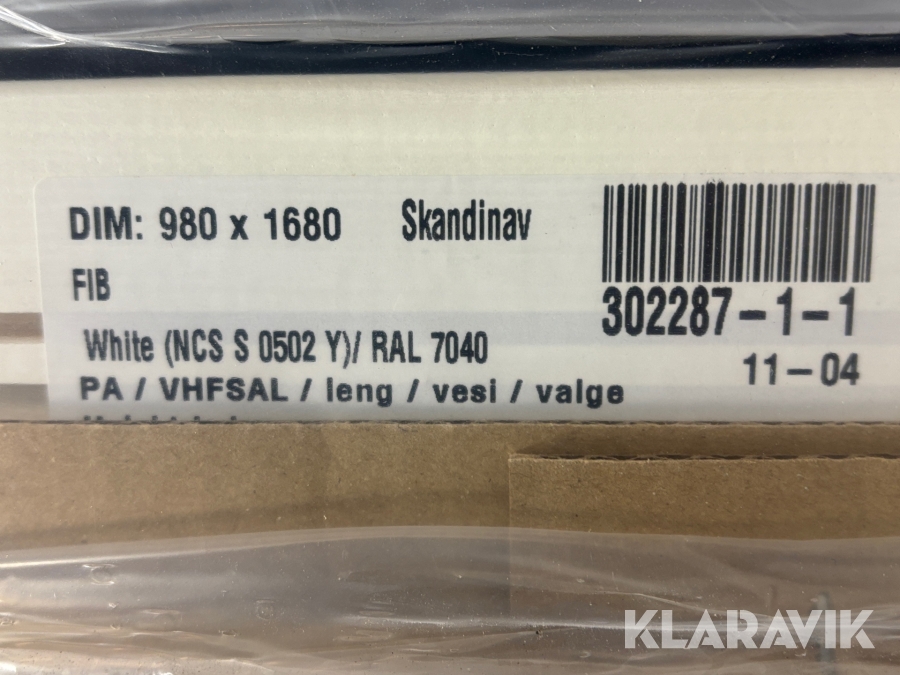 DIM: 980 x 1680 Skandinav
FIB
302287-1-1
White (NCS S 0502 Y)/ RAL 7040
11-04
PA / VHFSAL / leng / vesi / valge
KLARAVIK